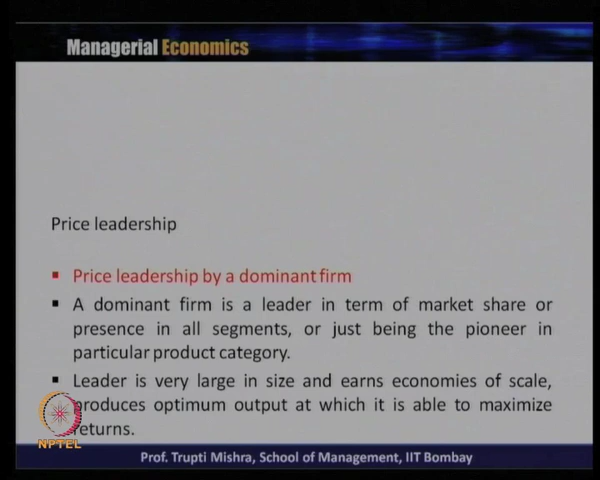 Managerial Economics
Price leadership
Price leadership by a dominant firm
A dominant firm is a leader in term of market share or
presence in all segments, or just being the pioneer in
particular product category.
Leader is very large in size and earns economies of scale,
produces optimum output at which it is able to maximize
returns.
NPTEL
Prof. Trupti Mishra, School of Management, IIT Bombay